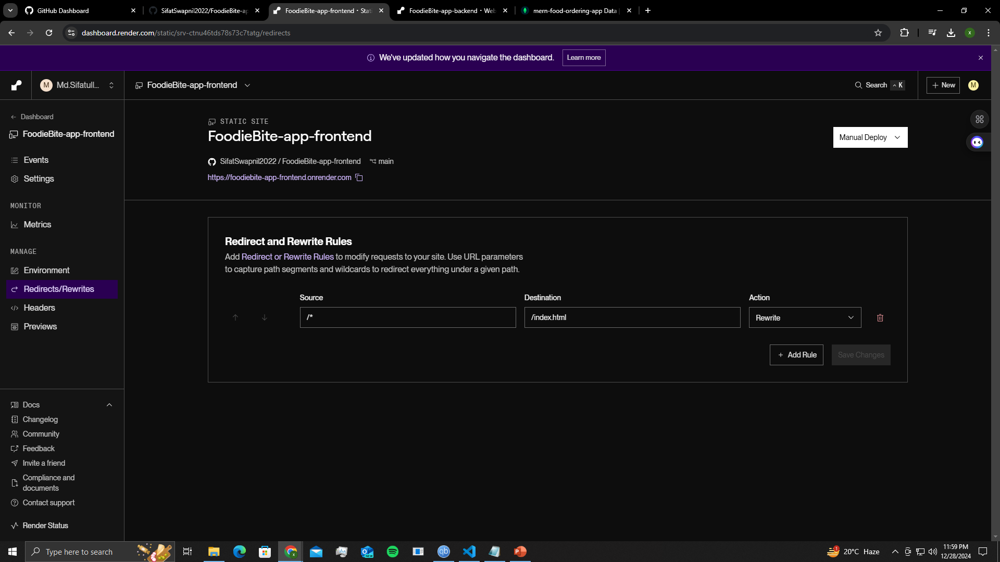 GitHub Dashboard
SifatSwapnil2022/FoodieBite-ap
FoodieBite-app-frontend · Stati
FoodieBite-app-backend · Web
mern-food-ordering-app Data |
dashboard.render.com/static/srv-ctnu46tds78s73c7tatg/redirects
X
We've updated how you navigate the dashboard.
Learn more
M
Md.Sifatull...
FoodieBite-app-frontend
Search
K
New
M
Dashboard
FoodieBite-app-frontend
Events
Settings
MONITOR
Metrics
MANAGE
Environment
Redirects/Rewrites
Headers
Previews
Docs
Changelog
Community
Feedback
Invite a friend
Compliance and
documents
Contact support
Render Status
STATIC SITE
FoodieBite-app-frontend
SifatSwapnil2022 / FoodieBite-app-frontend
main
https://foodiebite-app-frontend.onrender.com
Manual Deploy
Redirect and Rewrite Rules
Add Redirect or Rewrite Rules to modify requests to your site. Use URL parameters
to capture path segments and wildcards to redirect everything under a given path.
Source
Destination
Action
/*
/index.html
Rewrite
+ Add Rule
Save Changes
Type here to search
NEW
qb
P
1
20°C Haze
11:59 PM
12/28/2024